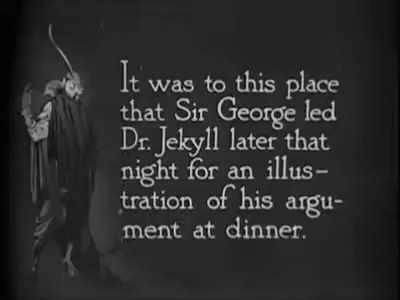 It was to this place
that Sir George led
Dr. Jekyll later that
night for an illus-
tration of his argu-
ment at dinner.